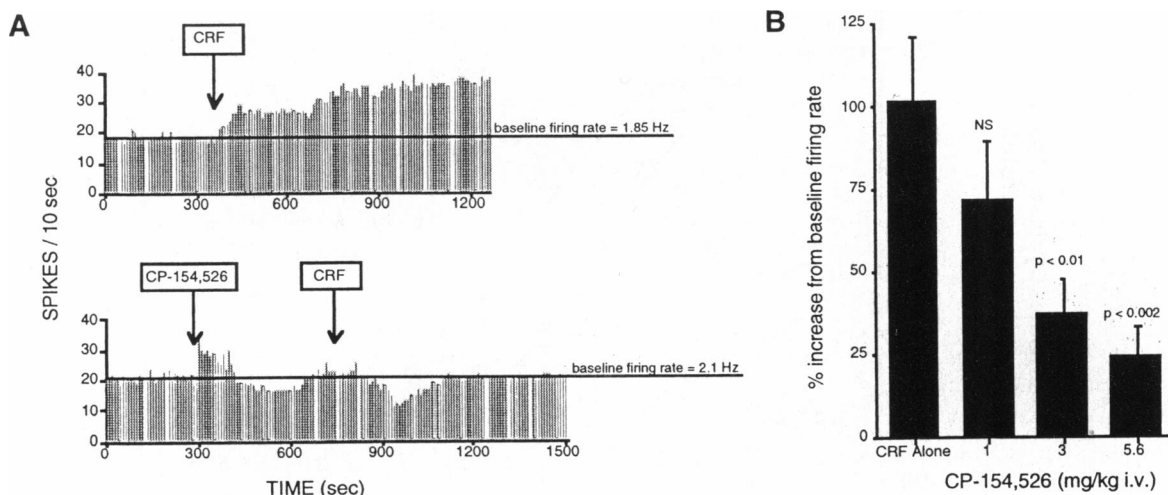 A
CRF
40
30
20
10
0
baseline firing rate = 1.85 Hz
0 300 600 900 1200
SPIKES / 10 sec
CP-154,526
CRF
40
30
20
10
0
baseline firing rate = 2.1 Hz
0 300 600 900 1200 1500
TIME (sec)
B
% increase from baseline firing rate
125
100
75
50
25
0
NS
p < 0.01
p < 0.002
CRF Alone 1 3 5.6
CP-154,526 (mg/kg i.v.)